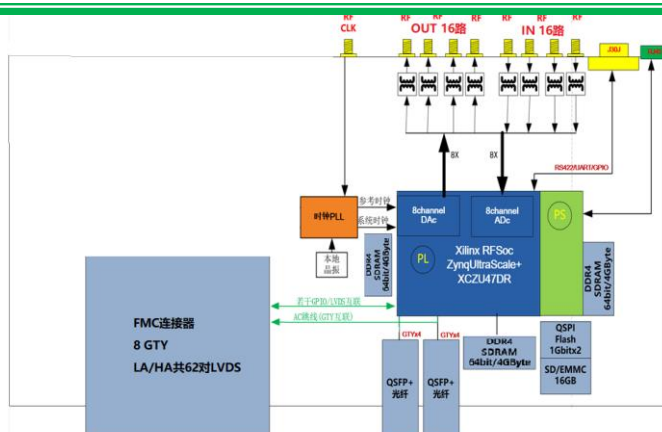 RF
CLK
RF RF RF RF RF RF
OUT 16路
IN 16路
J30J
8X
8X
RS422/UART/GPIO
时钟PLL
参考时钟
系统时钟
本地
晶振
8channel
DAc
8channel
ADc
PL
PS
Xilinx RFSoc
ZynqUltraScale+
XCZU47DR
DDR4
SDRAM
64bit/4GByte
DDR4
SDRAM
64bit/4GByte
若干GPIO/LVDS互联
AC跳线(GTY互联)
GTYx4
GTYx4
DDR4
SDRAM
64bit/4GByte
QSPI
Flash
1Gbitx2
SD/EMMC
16GB
FMC连接器
8 GTY
LA/HA共62对LVDS
QSFP+
光纤
QSFP+
光纤